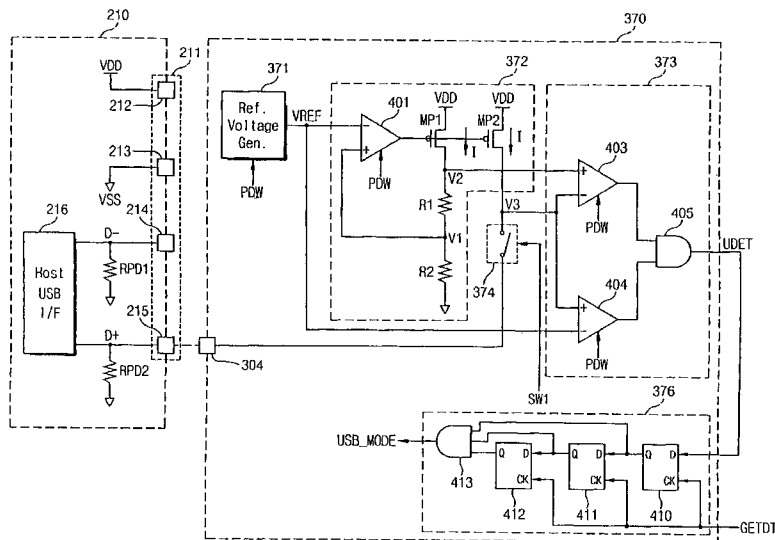 210
370
VDD
211
371
372
373
212
Ref.
Voltage
Gen.
VREF
401
VDD
VDD
MP1
MP2
I
I
403
213
PDW
PDW
V2
PDW
VSS
R1
V3
405
UDET
216
214
D-
V1
Host
USB
I/F
RPD1
R2
374
404
215
D+
PDW
RPD2
304
SW1
376
USB_MODE
Q
D
Q
D
Q
D
413
CK
CK
CK
412
411
410
GETDT